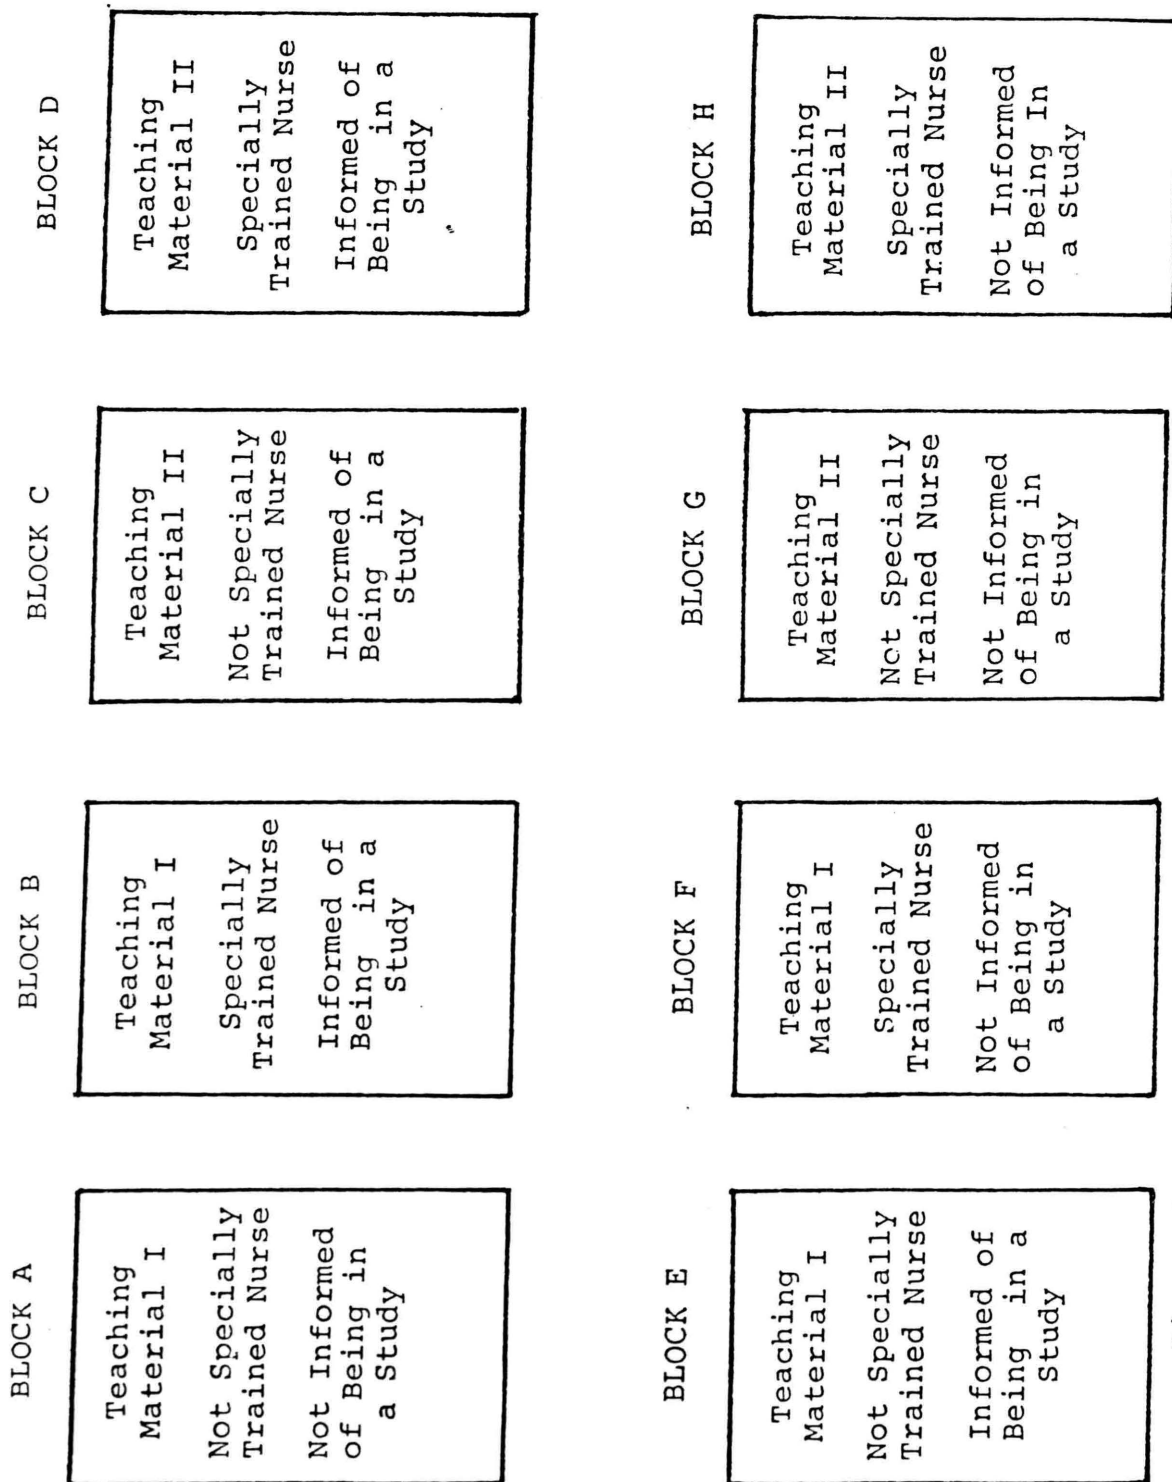 BLOCK A
Teaching
Material I
Not Specially
Trained Nurse
Not Informed
of Being in
a Study
BLOCK B
Teaching
Material I
Specially
Trained Nurse
Informed of
Being in a
Study
BLOCK C
Teaching
Material II
Not Specially
Trained Nurse
Informed of
Being in a
Study
BLOCK D
Teaching
Material II
Specially
Trained Nurse
Informed of
Being in a
Study
BLOCK E
Teaching
Material I
Not Specially
Trained Nurse
Informed of
Being in a
Study
BLOCK F
Teaching
Material I
Specially
Trained Nurse
Not Informed
of Being in
a Study
BLOCK G
Teaching
Material II
Not Specially
Trained Nurse
Not Informed
of Being in
a Study
BLOCK H
Teaching
Material II
Specially
Trained Nurse
Not Informed
of Being In
a Study